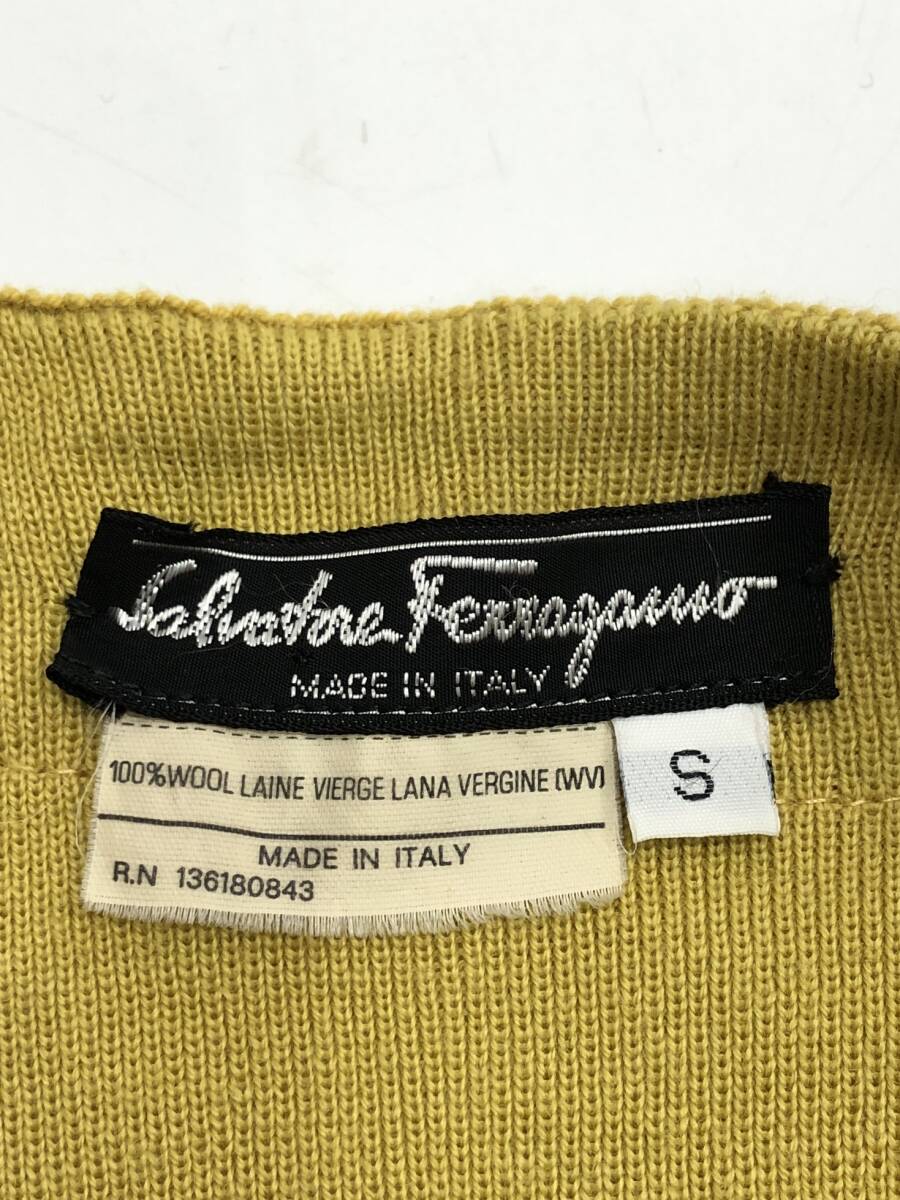 Salvatore Ferragamo
MADE IN ITALY
100%WOOL LAINE VIERGE LANA VERGINE (WV)
MADE IN ITALY
R.N 136180843
S